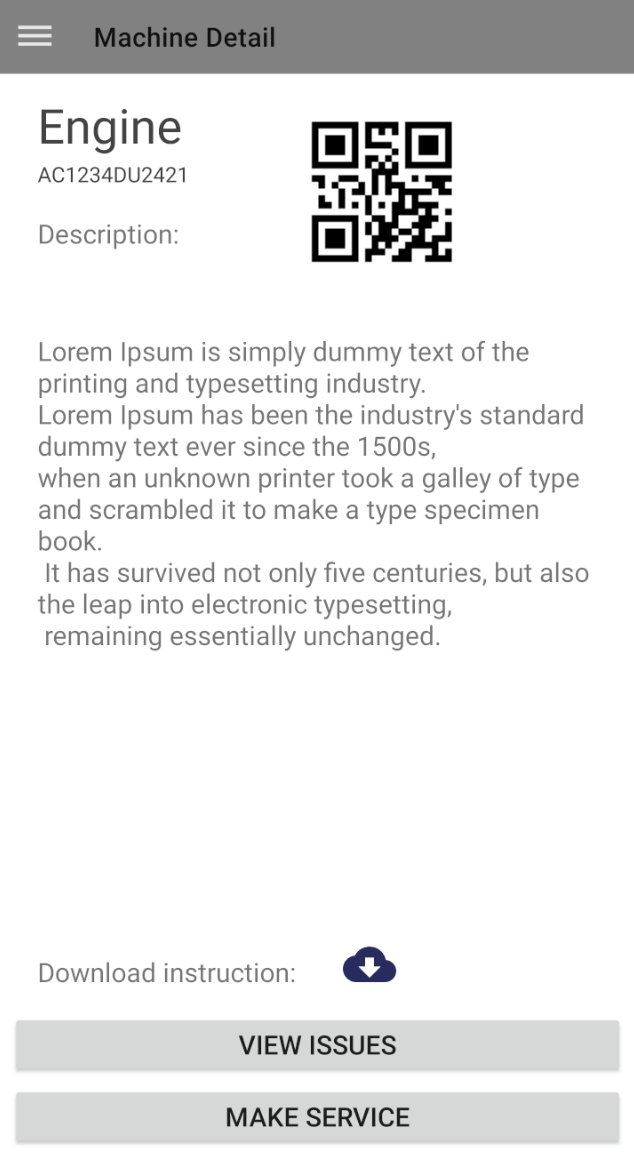 Machine Detail
Engine
AC1234DU2421
Description:
Lorem Ipsum is simply dummy text of the
printing and typesetting industry.
Lorem Ipsum has been the industry's standard
dummy text ever since the 1500s,
when an unknown printer took a galley of type
and scrambled it to make a type specimen
book.
It has survived not only five centuries, but also
the leap into electronic typesetting,
remaining essentially unchanged.
Download instruction:
VIEW ISSUES
MAKE SERVICE